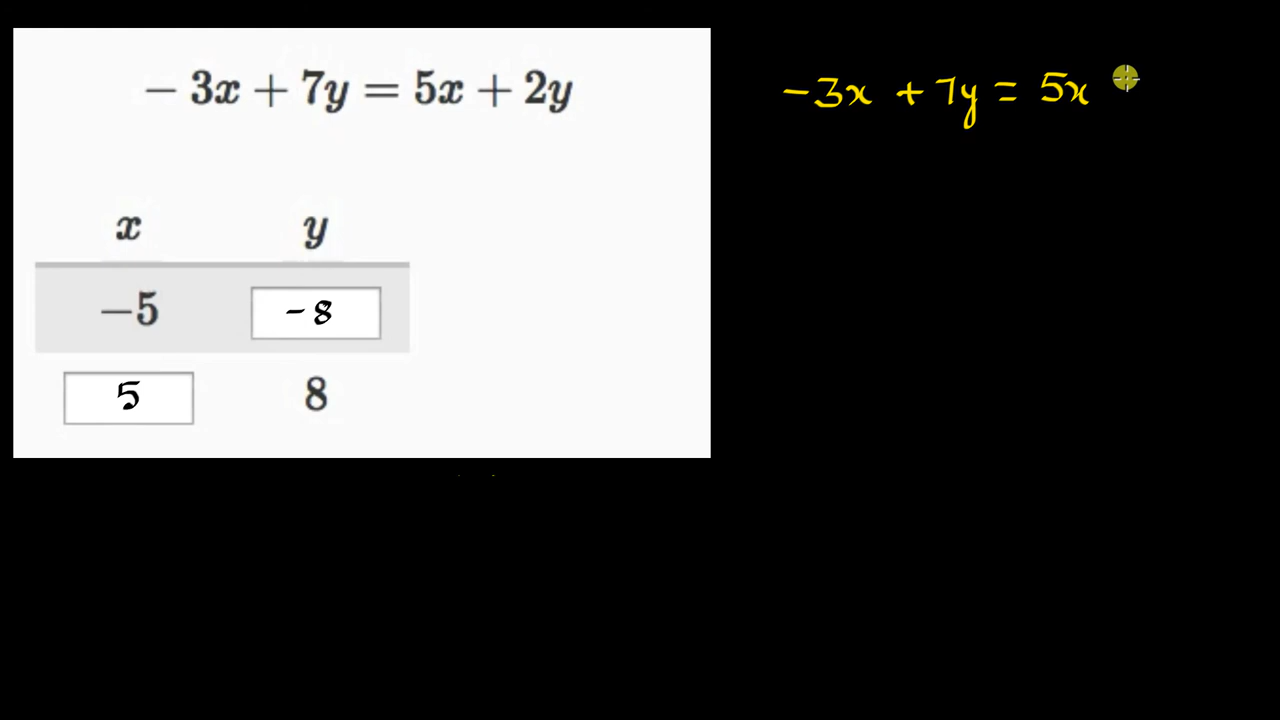 − 3x + 7y = 5x + 2y
-3x + 7y = 5x
x y
−5 -8
5 8